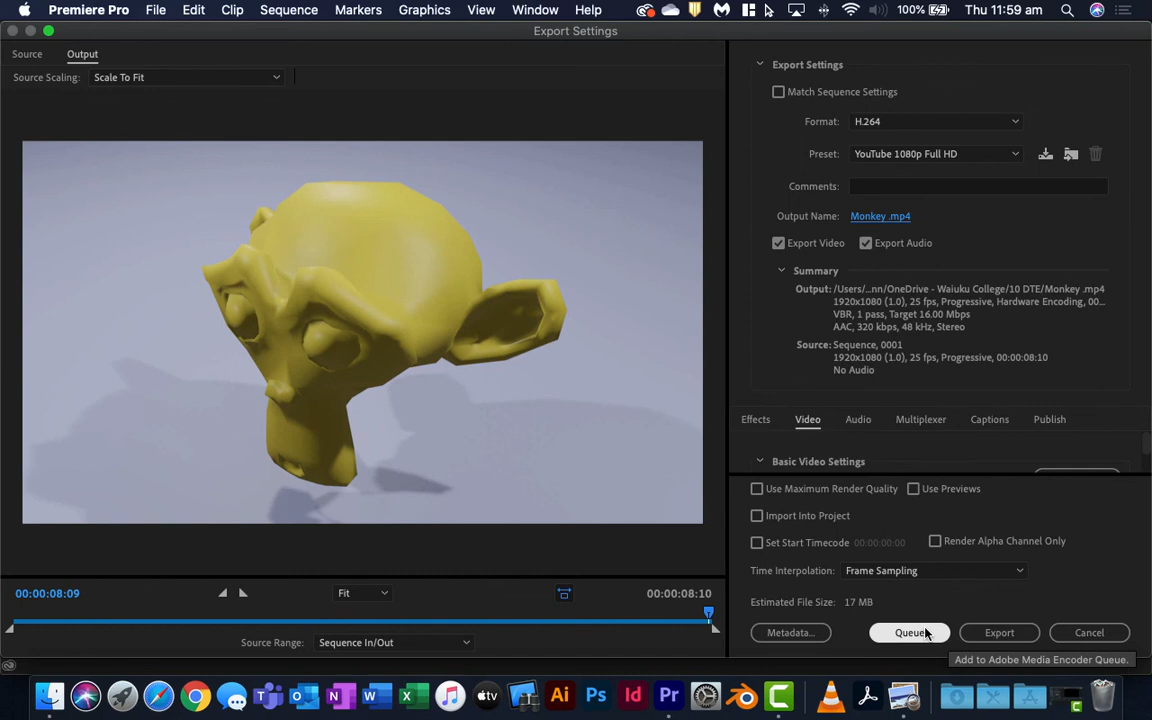 Premiere Pro File Edit Clip Sequence Markers Graphics View Window Help 100% Thu 11:59 am
Export Settings
Source Output
Source Scaling: Scale To Fit
Export Settings
Match Sequence Settings
Format: H.264
Preset: YouTube 1080p Full HD
Comments:
Output Name: Monkey .mp4
Export Video Export Audio
Summary
Output: /Users/...nn/OneDrive - Waiuku College/10 DTE/Monkey .mp4
1920x1080 (1.0), 25 fps, Progressive, Hardware Encoding, 00...
VBR, 1 pass, Target 16.00 Mbps
AAC, 320 kbps, 48 kHz, Stereo
Source: Sequence, 0001
1920x1080 (1.0), 25 fps, Progressive, 00:00:08:10
No Audio
Effects Video Audio Multiplexer Captions Publish
Basic Video Settings
Use Maximum Render Quality Use Previews
Import Into Project
Set Start Timecode 00:00:00:00 Render Alpha Channel Only
Time Interpolation: Frame Sampling
Estimated File Size: 17 MB
Metadata... Queue Export Cancel
Add to Adobe Media Encoder Queue.
00:00:08:09 Fit 00:00:08:10
Source Range: Sequence In/Out
Ai Ps Id Pr